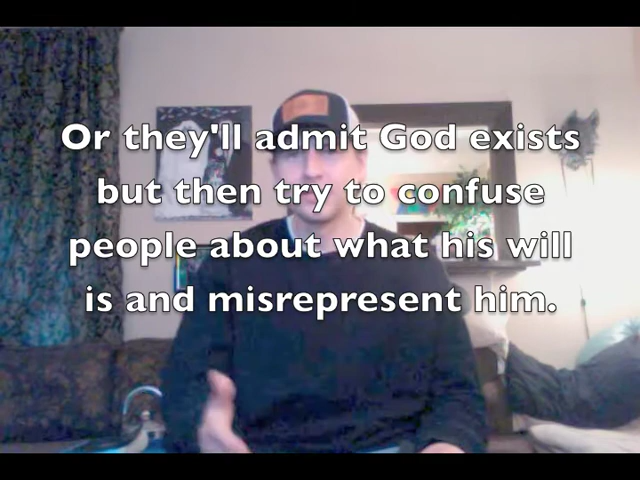 Or they'll admit God exists
but then try to confuse
people about what his will
is and misrepresent him.